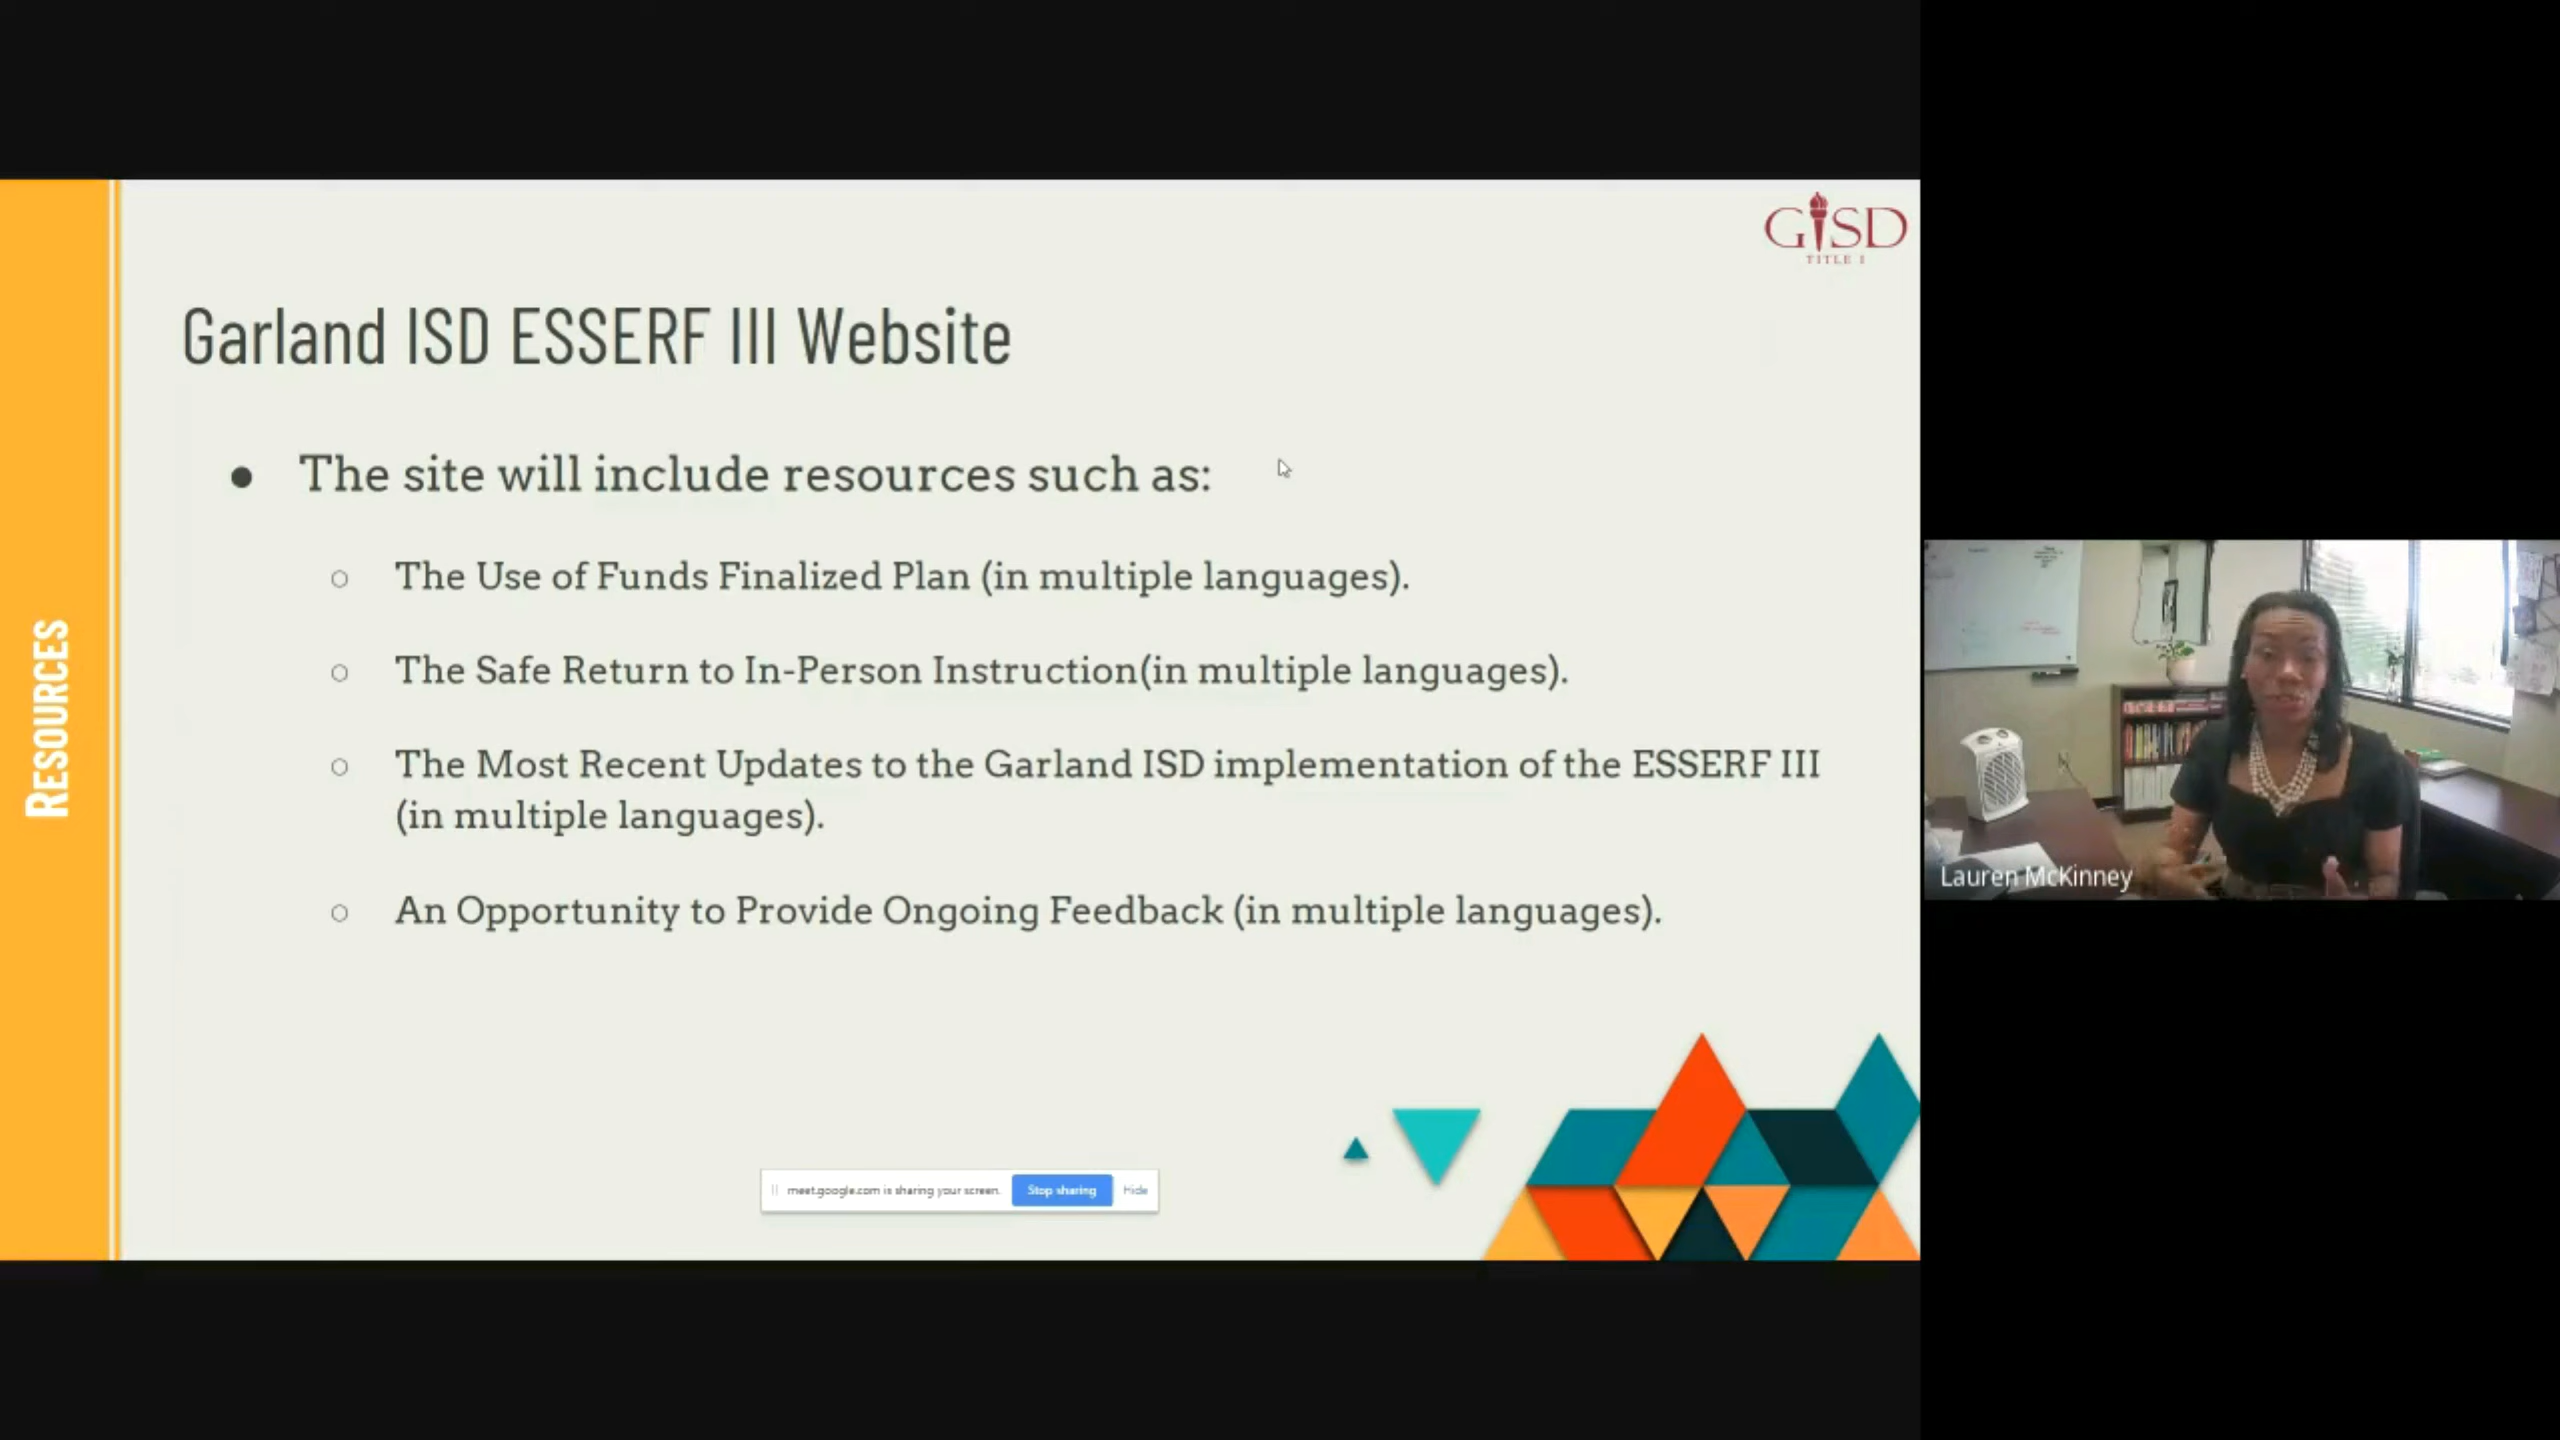 GISD
TITLE I
Garland ISD ESSERF III Website
RESOURCES
● The site will include resources such as:
○ The Use of Funds Finalized Plan (in multiple languages).
○ The Safe Return to In-Person Instruction(in multiple languages).
○ The Most Recent Updates to the Garland ISD implementation of the ESSERF III
(in multiple languages).
○ An Opportunity to Provide Ongoing Feedback (in multiple languages).
meet.google.com is sharing your screen. Stop sharing Hide
Lauren McKinney